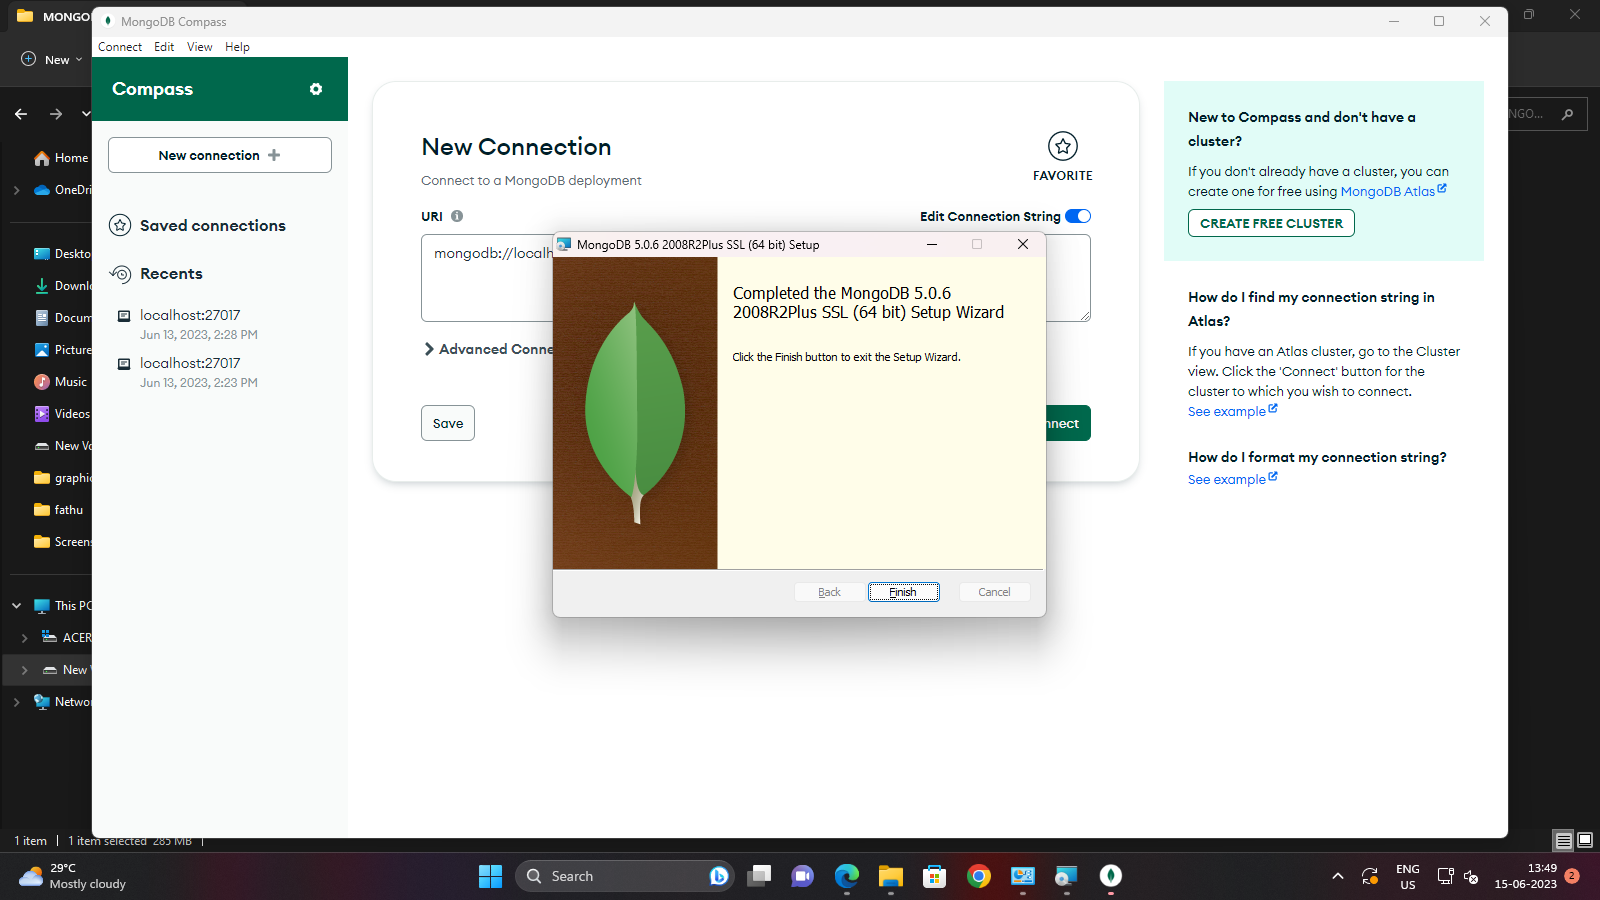 MONGO
MongoDB Compass
New
Connect Edit View Help
Compass
New connection
Saved connections
Recents
localhost:27017
Jun 13, 2023, 2:28 PM
localhost:27017
Jun 13, 2023, 2:23 PM
Home
OneDri
Deskto
Downl
Docum
Picture
Music
Videos
New Vo
graphic
fathu
Screens
This PC
ACER
New
Networ
1 item 1 item selected 285 MB
New Connection
Connect to a MongoDB deployment
FAVORITE
URI
Edit Connection String
mongodb://localh
Advanced Conne
Save
nnect
MongoDB 5.0.6 2008R2Plus SSL (64 bit) Setup
Completed the MongoDB 5.0.6
2008R2Plus SSL (64 bit) Setup Wizard
Click the Finish button to exit the Setup Wizard.
Back Finish Cancel
New to Compass and don't have a
cluster?
If you don't already have a cluster, you can
create one for free using MongoDB Atlas
CREATE FREE CLUSTER
How do I find my connection string in
Atlas?
If you have an Atlas cluster, go to the Cluster
view. Click the 'Connect' button for the
cluster to which you wish to connect.
See example
How do I format my connection string?
See example
NGO...
29°C
Mostly cloudy
Search
ENG
US
13:49
15-06-2023
2